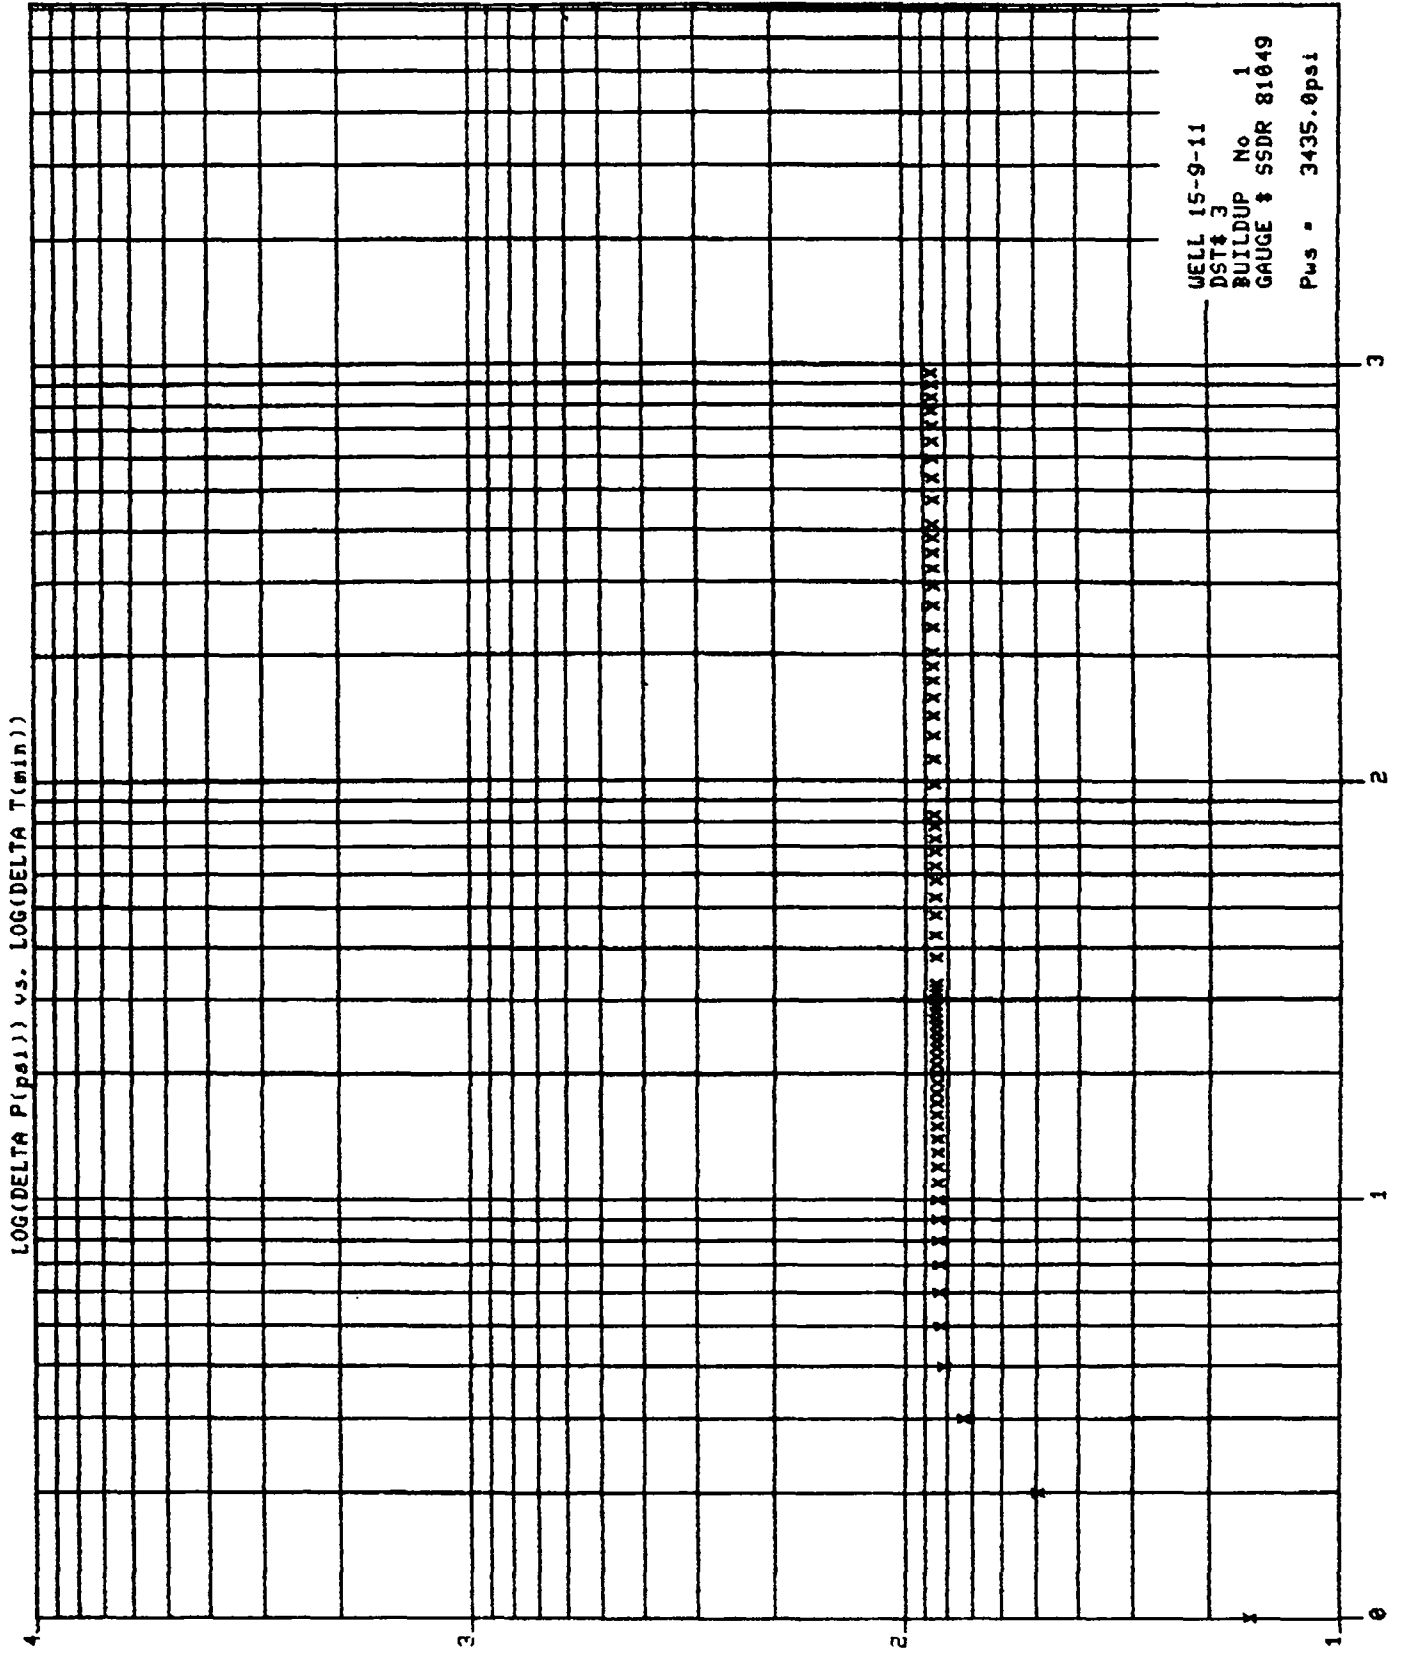 LOG(DELTA P(psi)) vs. LOG(DELTA T(min))
4
3
2
1
0
1
2
3
WELL 15-9-11
DST# 3
BUILDUP No 1
GAUGE # SSDR 81049
Pws = 3435.0psi